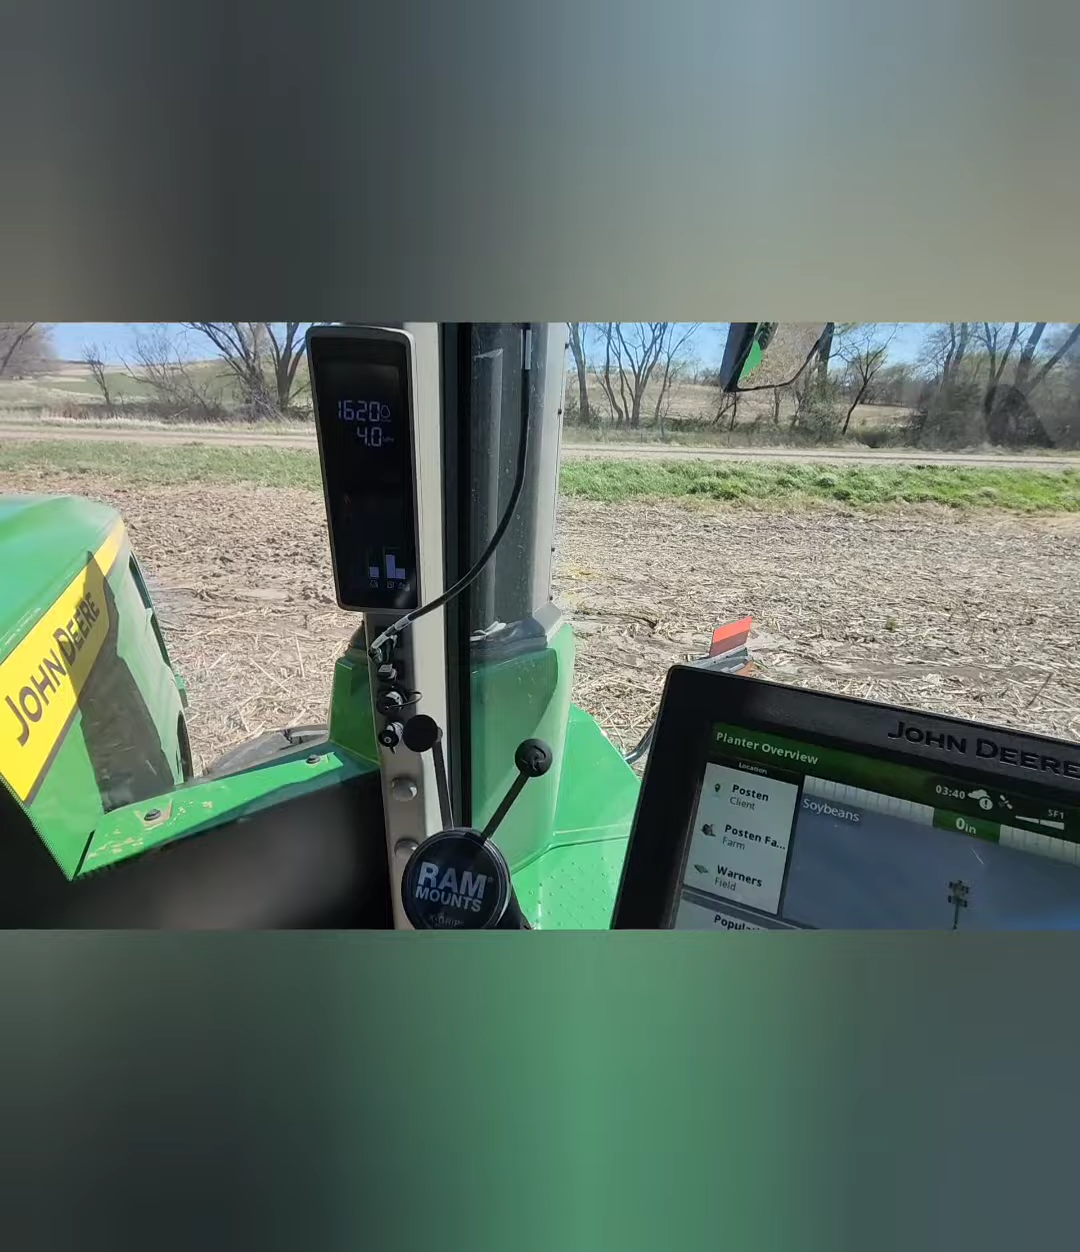 1620
4.0
JOHN DEERE
RAM®
MOUNTS
X-GRIP
JOHN DEERE
Planter Overview
Location
Posten
Client
Posten Fa...
Farm
Warners
Field
Soybeans
03:40
SF1
0in